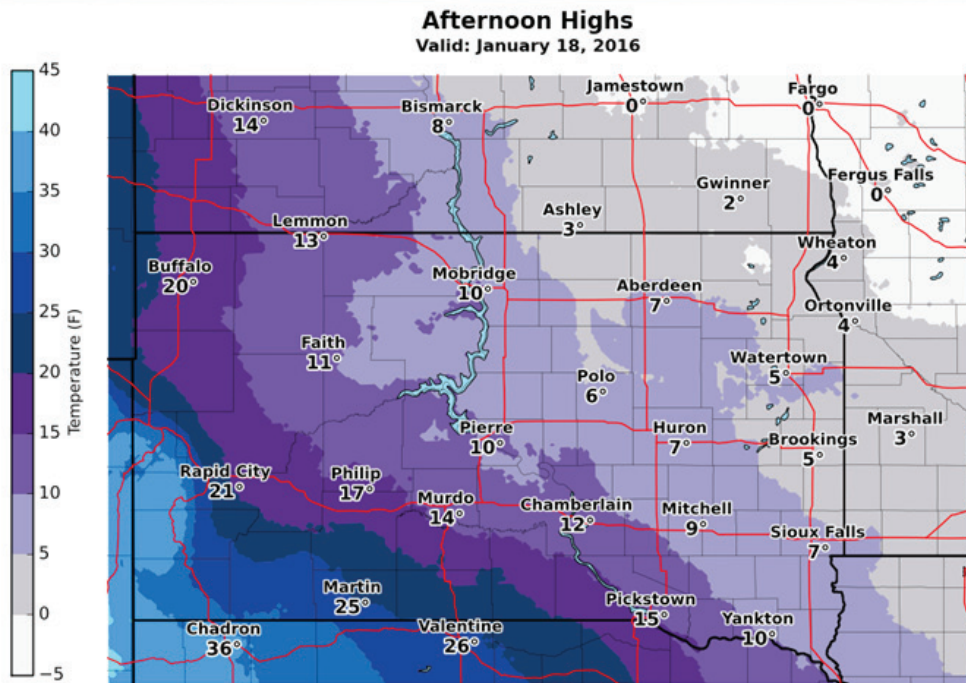 Afternoon Highs
Valid: January 18, 2016
45
40
35
30
25
20
15
10
5
0
−5
Temperature (F)
Dickinson
14°
Bismarck
8°
Jamestown
0°
Fargo
0°
Fergus Falls
0°
Gwinner
2°
Ashley
3°
Lemmon
13°
Wheaton
4°
Buffalo
20°
Mobridge
10°
Aberdeen
7°
Ortonville
4°
Faith
11°
Polo
6°
Watertown
5°
Marshall
3°
Pierre
10°
Huron
7°
Brookings
5°
Rapid City
21°
Philip
17°
Murdo
14°
Chamberlain
12°
Mitchell
9°
Sioux Falls
7°
Martin
25°
Pickstown
15°
Yankton
10°
Chadron
36°
Valentine
26°